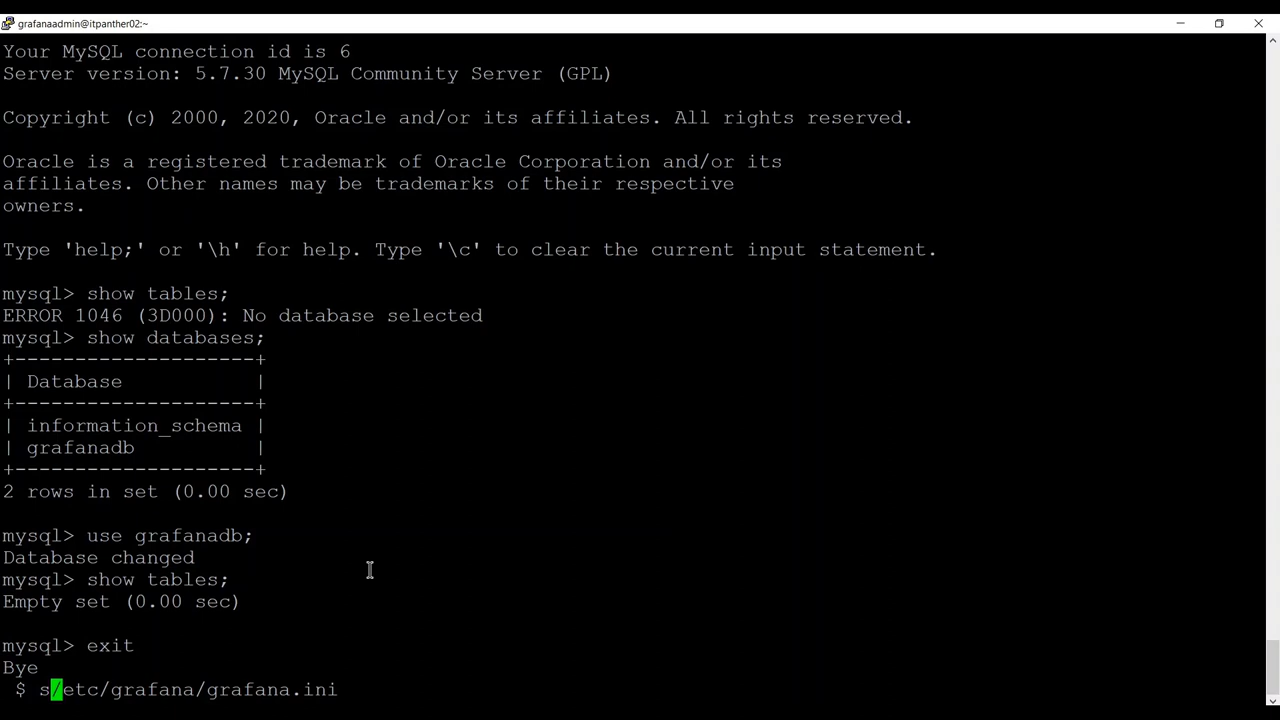 grafanaadmin@itpanther02:~
Your MySQL connection id is 6
Server version: 5.7.30 MySQL Community Server (GPL)
Copyright (c) 2000, 2020, Oracle and/or its affiliates. All rights reserved.
Oracle is a registered trademark of Oracle Corporation and/or its
affiliates. Other names may be trademarks of their respective
owners.
Type 'help;' or '\h' for help. Type '\c' to clear the current input statement.
mysql> show tables;
ERROR 1046 (3D000): No database selected
mysql> show databases;
+--------------------+
| Database           |
+--------------------+
| information_schema |
| grafanadb          |
+--------------------+
2 rows in set (0.00 sec)
mysql> use grafanadb;
Database changed
mysql> show tables;
Empty set (0.00 sec)
mysql> exit
Bye
$ s/etc/grafana/grafana.ini